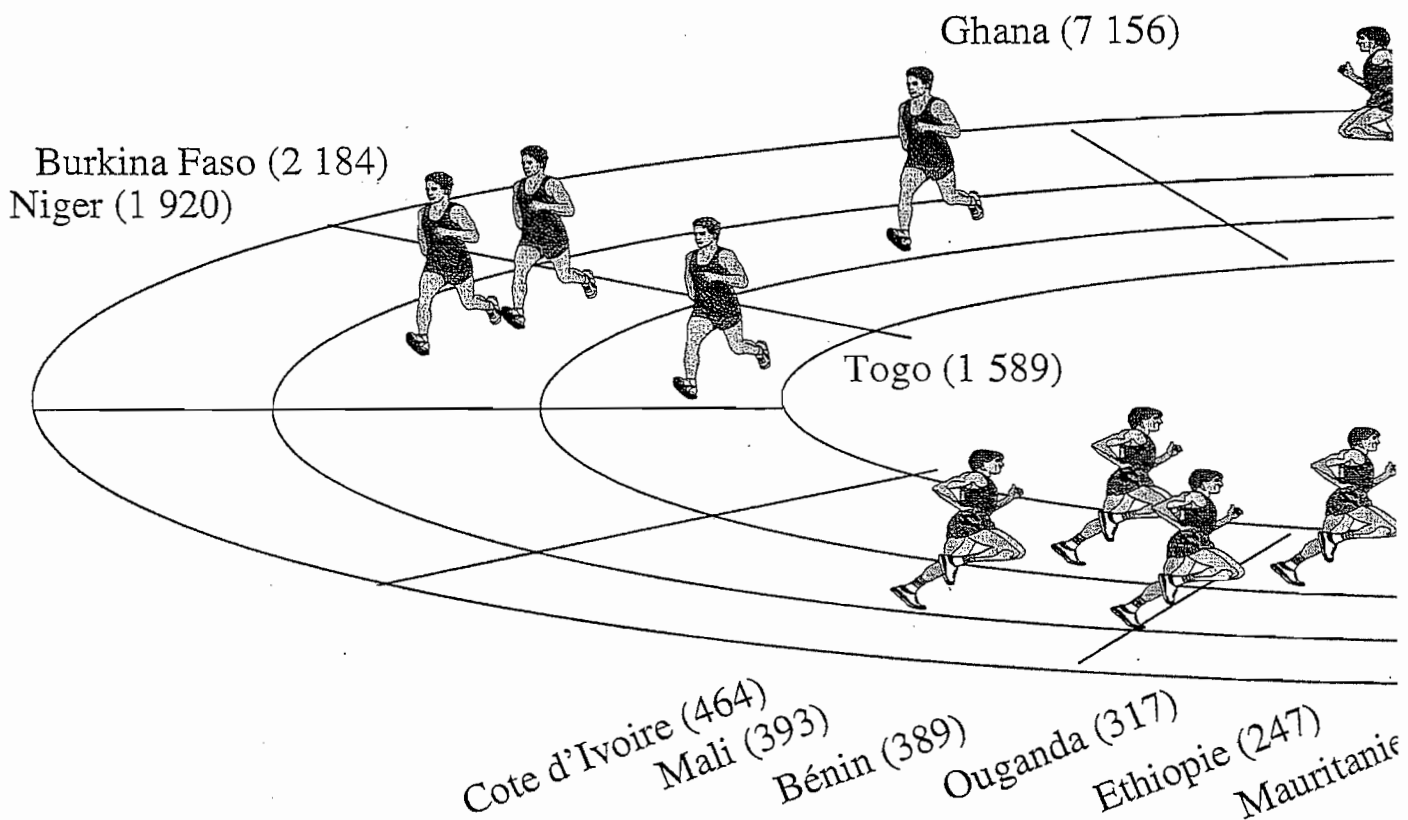 Ghana (7 156)
Burkina Faso (2 184)
Niger (1 920)
Togo (1 589)
Cote d'Ivoire (464)
Mali (393)
Bénin (389)
Ouganda (317)
Ethiopie (247)
Mauritanie